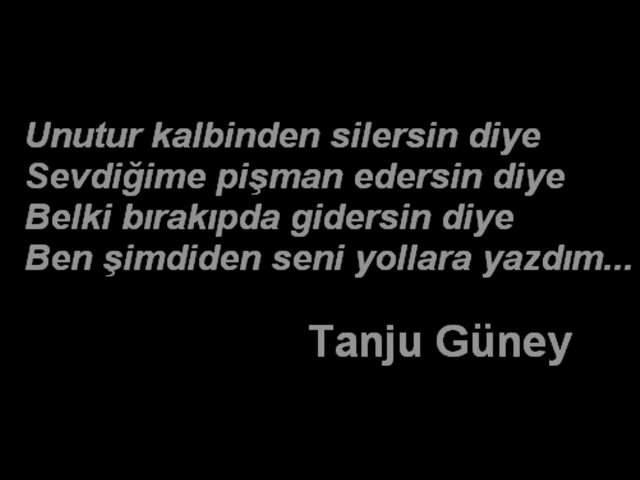 Unutur kalbinden silersin diye
Sevdiğime pişman edersin diye
Belki bırakıpda gidersin diye
Ben şimdiden seni yollara yazdım...
Tanju Güney